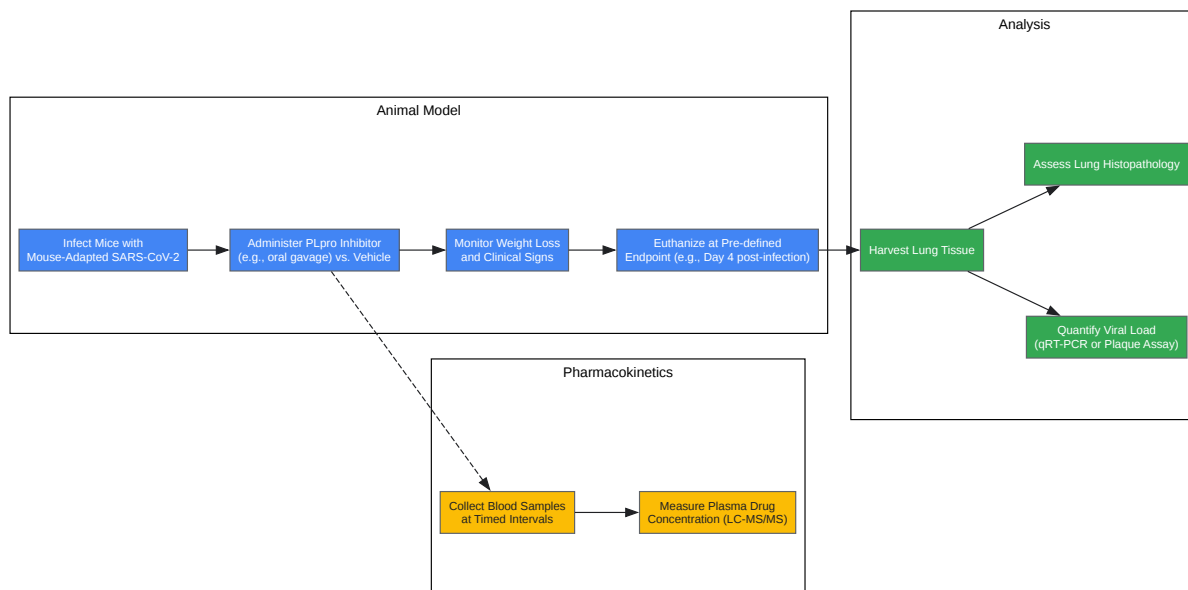 Analysis
Animal Model
Assess Lung Histopathology
Infect Mice with
Mouse-Adapted SARS-CoV-2
Administer PLpro Inhibitor
(e.g., oral gavage) vs. Vehicle
Monitor Weight Loss
and Clinical Signs
Euthanize at Pre-defined
Endpoint (e.g., Day 4 post-infection)
Harvest Lung Tissue
Quantify Viral Load
(qRT-PCR or Plaque Assay)
Pharmacokinetics
Collect Blood Samples
at Timed Intervals
Measure Plasma Drug
Concentration (LC-MS/MS)